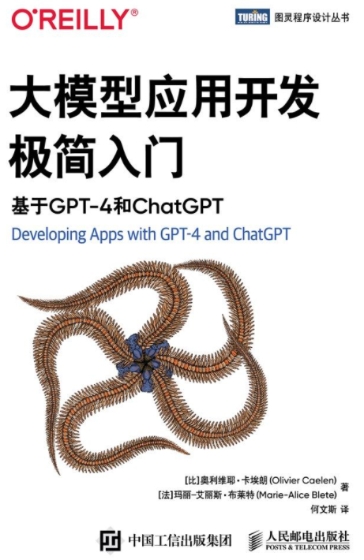 O'REILLY®
TURING 图灵程序设计丛书
大模型应用开发
极简入门
基于GPT-4和ChatGPT
Developing Apps with GPT-4 and ChatGPT
[比]奥利维耶·卡埃朗(Olivier Caelen)
著
[法]玛丽-艾丽斯·布莱特(Marie-Alice Blete)
何文斯 译
中国工信出版集团
人民邮电出版社
POSTS & TELECOM PRESS